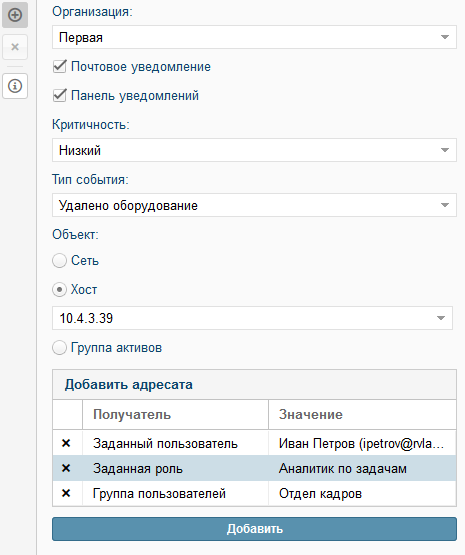 Организация:
Первая
Почтовое уведомление
Панель уведомлений
Критичность:
Низкий
Тип события:
Удалено оборудование
Объект:
Сеть
Хост
10.4.3.39
Группа активов
Добавить адресата
Получатель Значение
Заданный пользователь Иван Петров (ipetrov@rvla...
Заданная роль Аналитик по задачам
Группа пользователей Отдел кадров
Добавить